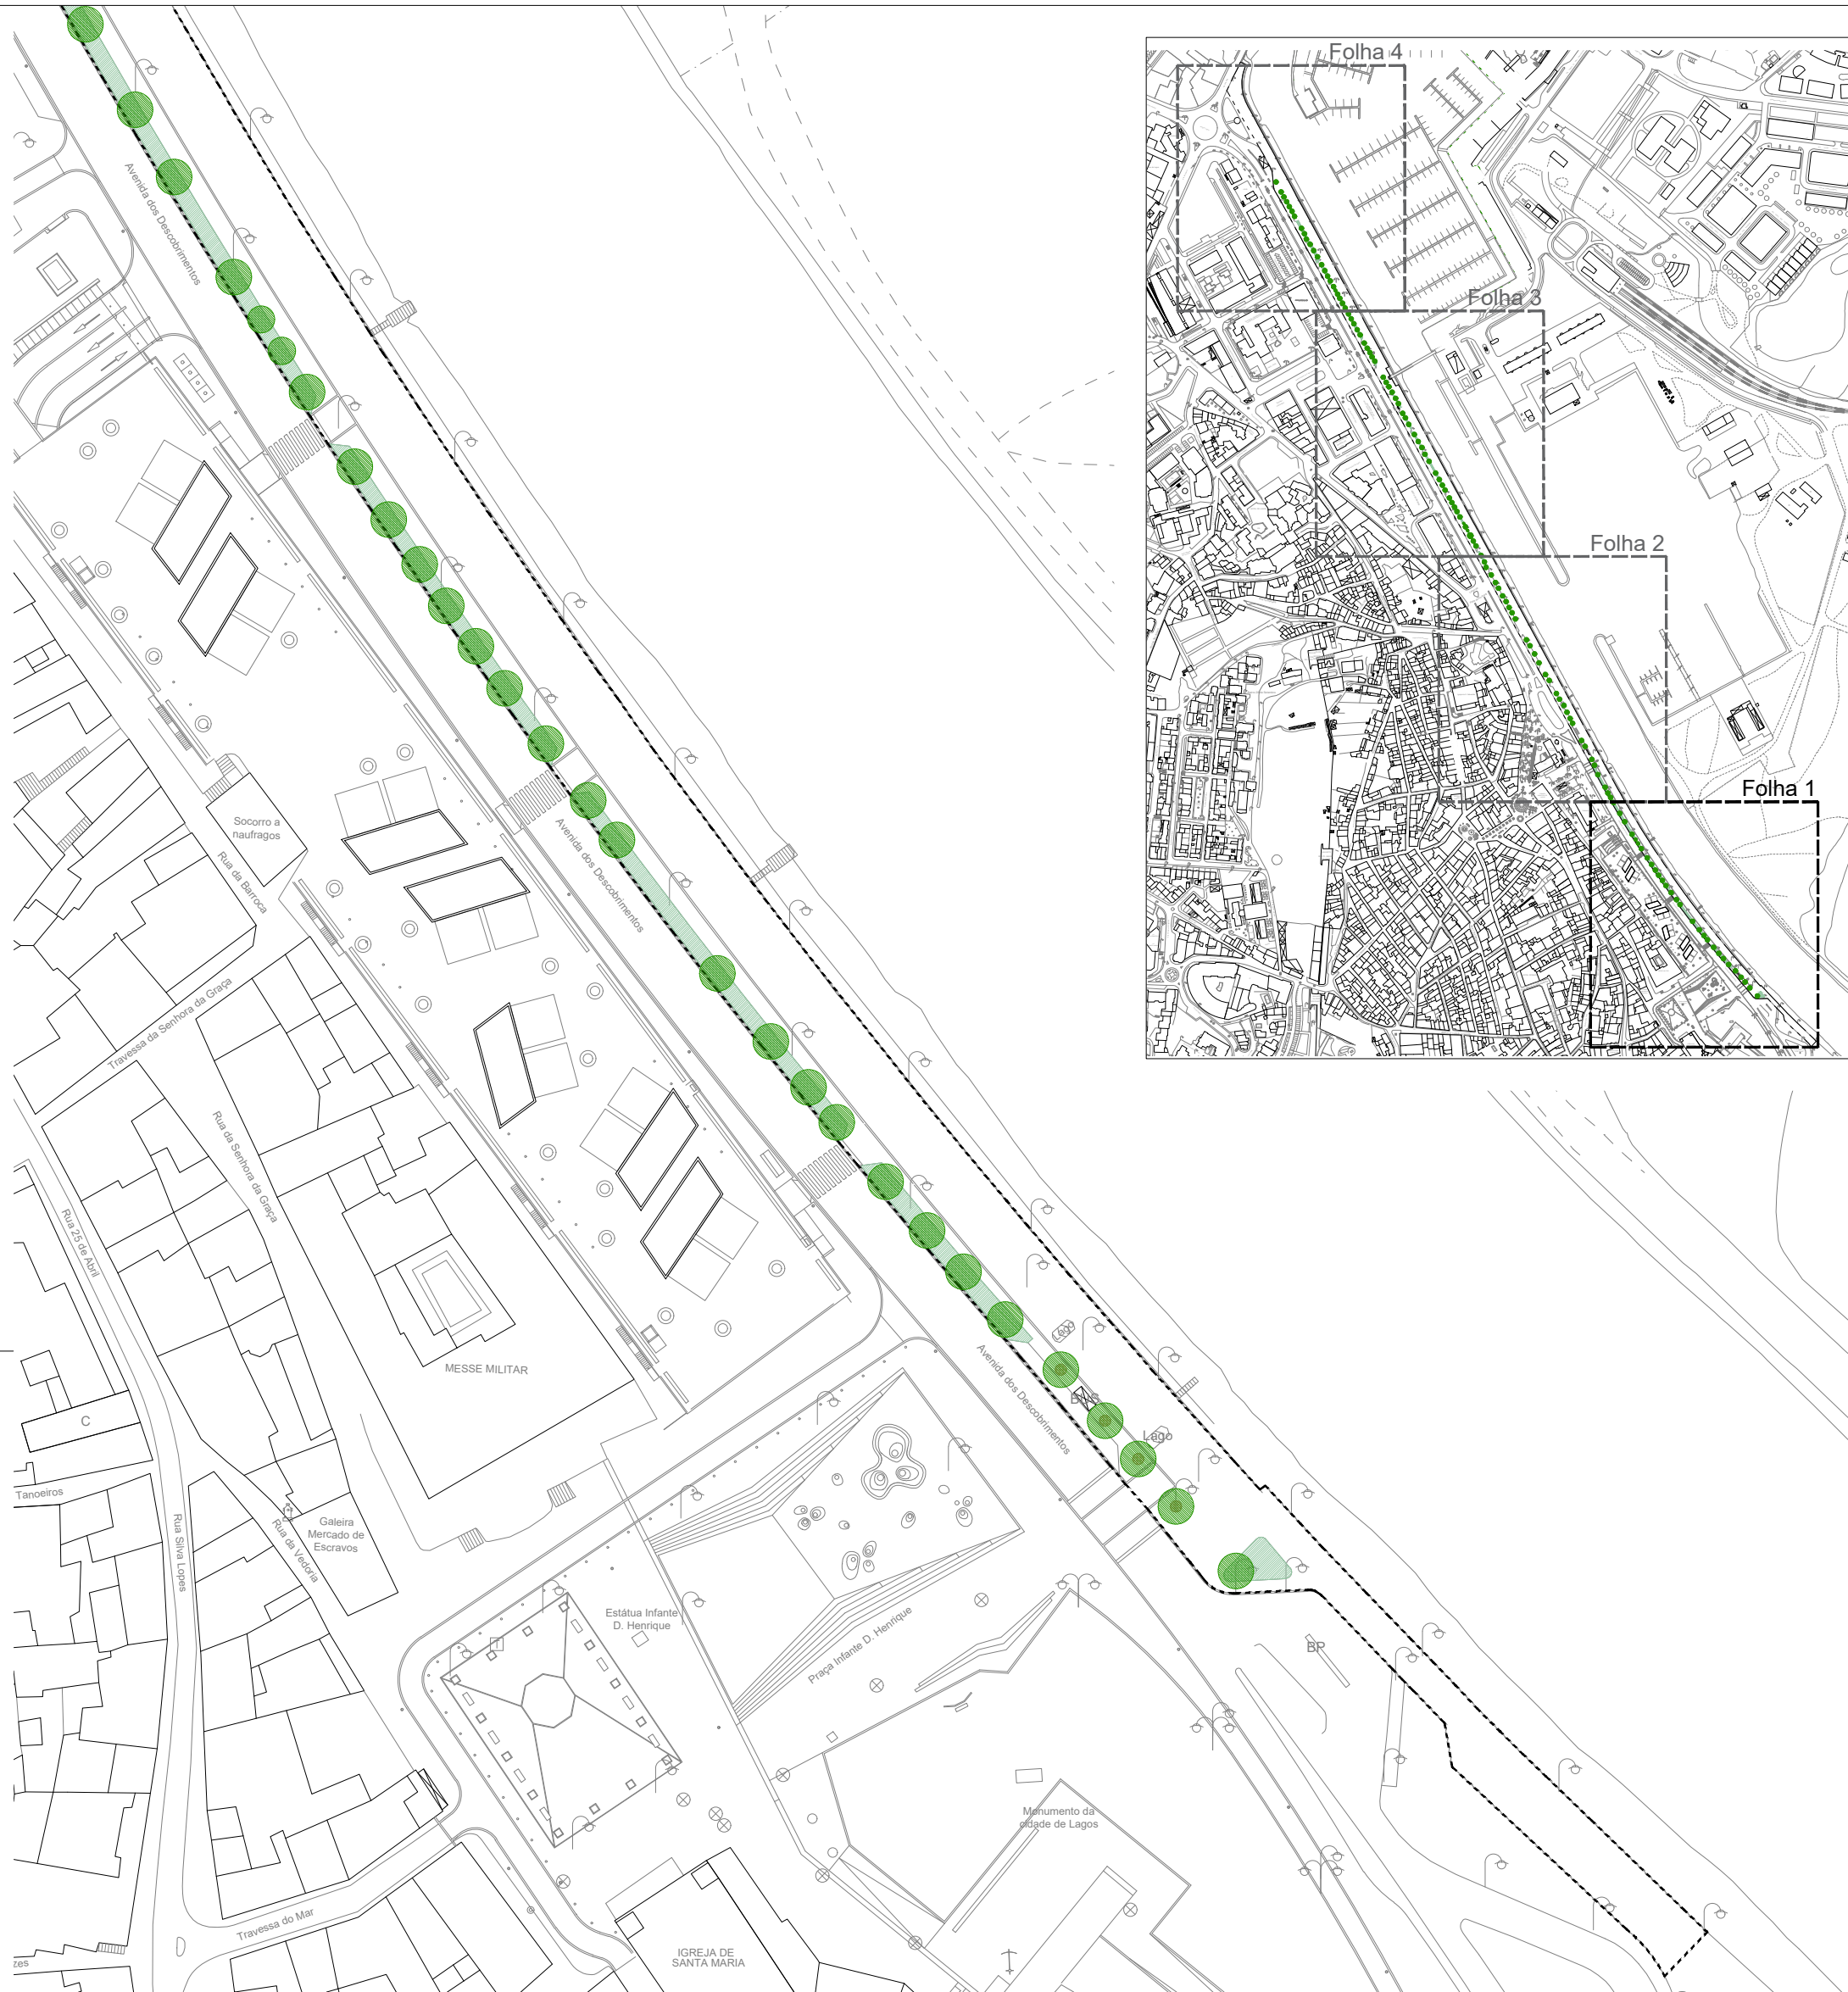 Folha 4
Folha 3
Folha 2
Folha 1
Avenida dos Descobrimentos
Socorro a
naufragos
Rua da Barroca
Avenida dos Descobrimentos
Travessa da Senhora da Graça
Rua da Senhora da Graça
Rua 25 de Abril
MESSE MILITAR
C
Avenida dos Descobrimentos
Lago
BUS
Lago
Tanoeiros
Rua Silva Lopes
Rua da Vedoria
Galeira
Mercado de
Escravos
Estátua Infante
D. Henrique
T
Praça Infante D. Henrique
BP
Monumento da
cidade de Lagos
Travessa do Mar
IGREJA DE
SANTA MARIA
zes